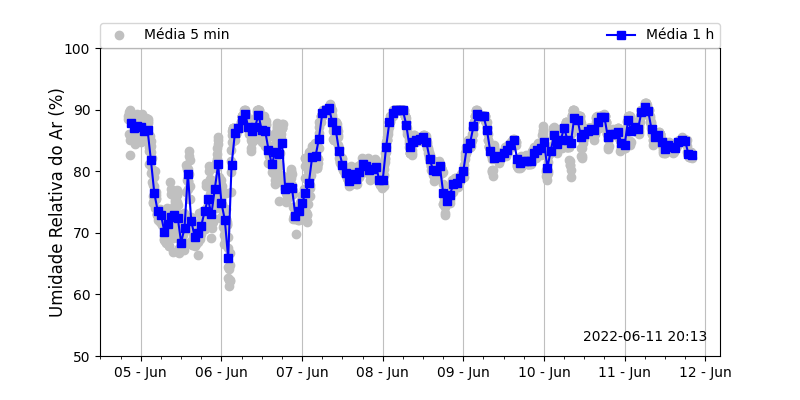 Média 5 min Média 1 h
100
90
80
70
60
50
Umidade Relativa do Ar (%)
2022-06-11 20:13
05 - Jun 06 - Jun 07 - Jun 08 - Jun 09 - Jun 10 - Jun 11 - Jun 12 - Jun